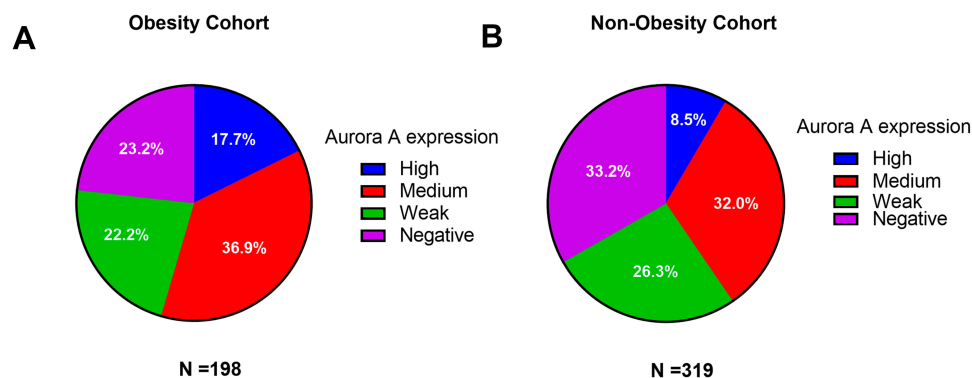 A
Obesity Cohort
17.7%
36.9%
22.2%
23.2%
Aurora A expression
High
Medium
Weak
Negative
N =198
B
Non-Obesity Cohort
8.5%
32.0%
26.3%
33.2%
Aurora A expression
High
Medium
Weak
Negative
N =319